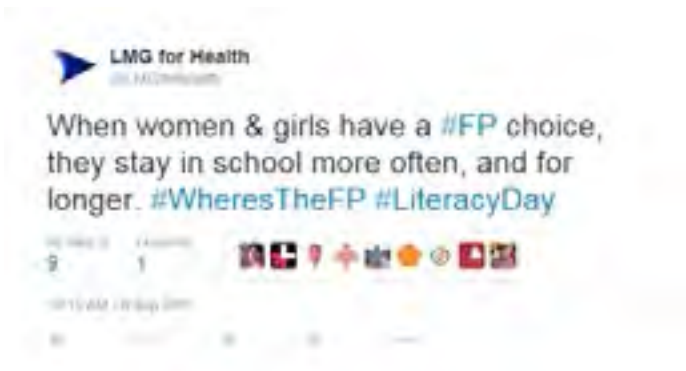 LMG for Health
When women & girls have a #FP choice,
they stay in school more often, and for
longer. #WheresTheFP #LiteracyDay
9 1